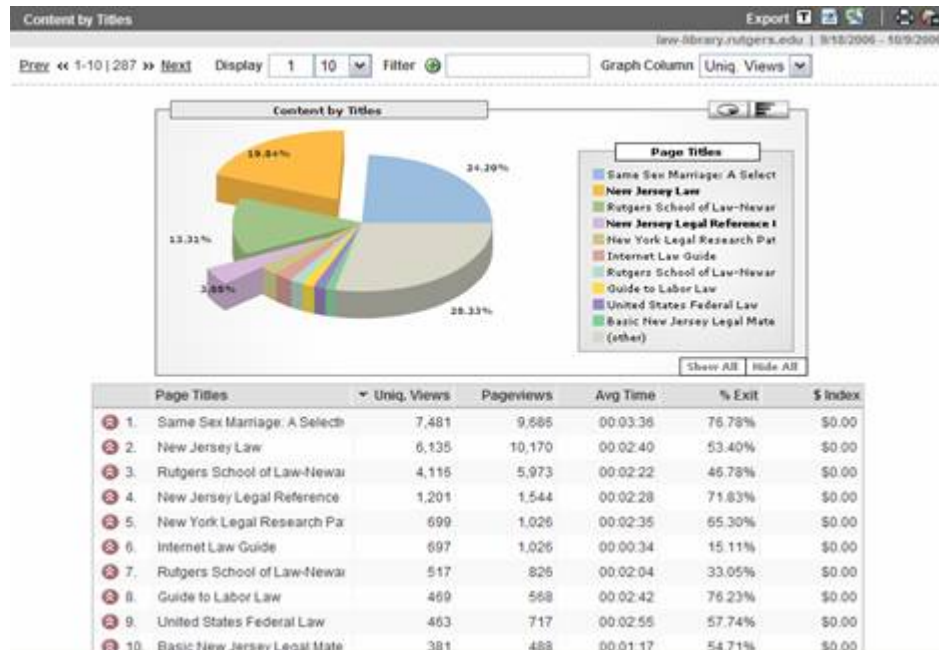 Content by Titles
Export
law-library.rutgers.edu | 9/18/2006 - 10/9/2006
Prev « 1-10 | 287 » Next Display 1 10 Filter Graph Column Uniq. Views
Content by Titles
19.84%
24.20%
13.31%
3.88%
28.33%
Page Titles
Same Sex Marriage: A Select
New Jersey Law
Rutgers School of Law-Newar
New Jersey Legal Reference
New York Legal Research Pat
Internet Law Guide
Rutgers School of Law-Newar
Guide to Labor Law
United States Federal Law
Basic New Jersey Legal Mate
(other)
Show All Hide All
Page Titles Uniq. Views Pageviews Avg Time % Exit $ Index
1. Same Sex Marriage: A Selecti 7,481 9,686 00:03:36 76.78% $0.00
2. New Jersey Law 6,135 10,170 00:02:40 53.40% $0.00
3. Rutgers School of Law-Newar 4,116 5,973 00:02:22 46.78% $0.00
4. New Jersey Legal Reference 1,201 1,544 00:02:28 71.83% $0.00
5. New York Legal Research Pa 699 1,026 00:02:35 65.30% $0.00
6. Internet Law Guide 697 1,026 00:00:34 15.11% $0.00
7. Rutgers School of Law-Newar 517 826 00:02:04 33.05% $0.00
8. Guide to Labor Law 469 568 00:02:42 76.23% $0.00
9. United States Federal Law 463 717 00:02:55 57.74% $0.00
10. Basic New Jersey Legal Mate 381 488 00:01:17 54.71% $0.00